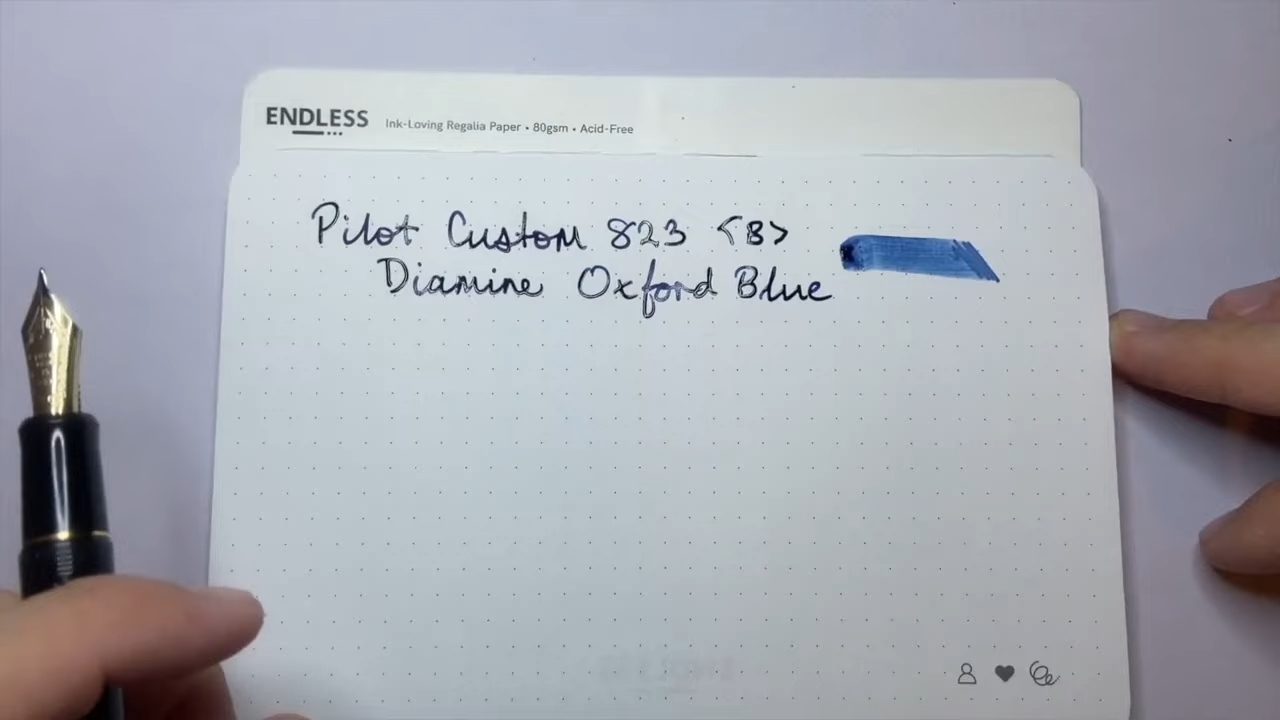 ENDLESS
Ink-Loving Regalia Paper • 80gsm • Acid-Free
Pilot Custom 823 <B>
Diamine Oxford Blue